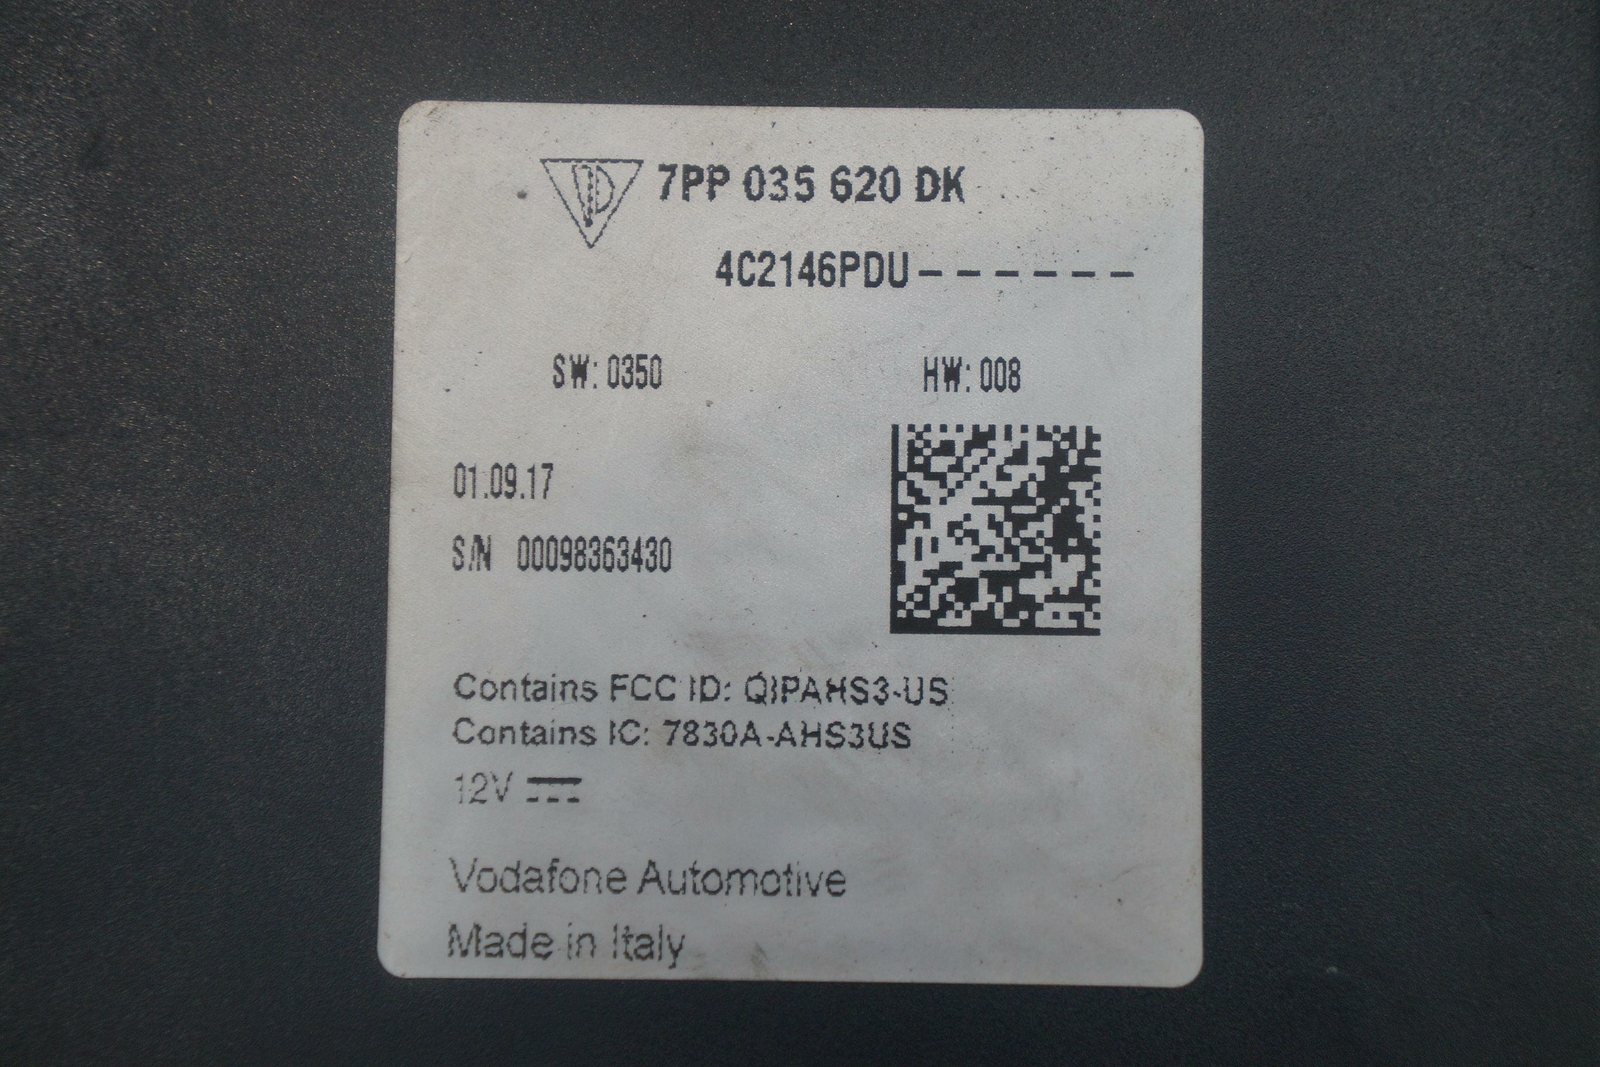 7PP 035 620 DK
4C2146PDU------
SW: 0350 HW: 008
01.09.17
S/N 00098363430
Contains FCC ID: QIPAHS3-US
Contains IC: 7830A-AHS3US
12V
Vodafone Automotive
Made in Italy